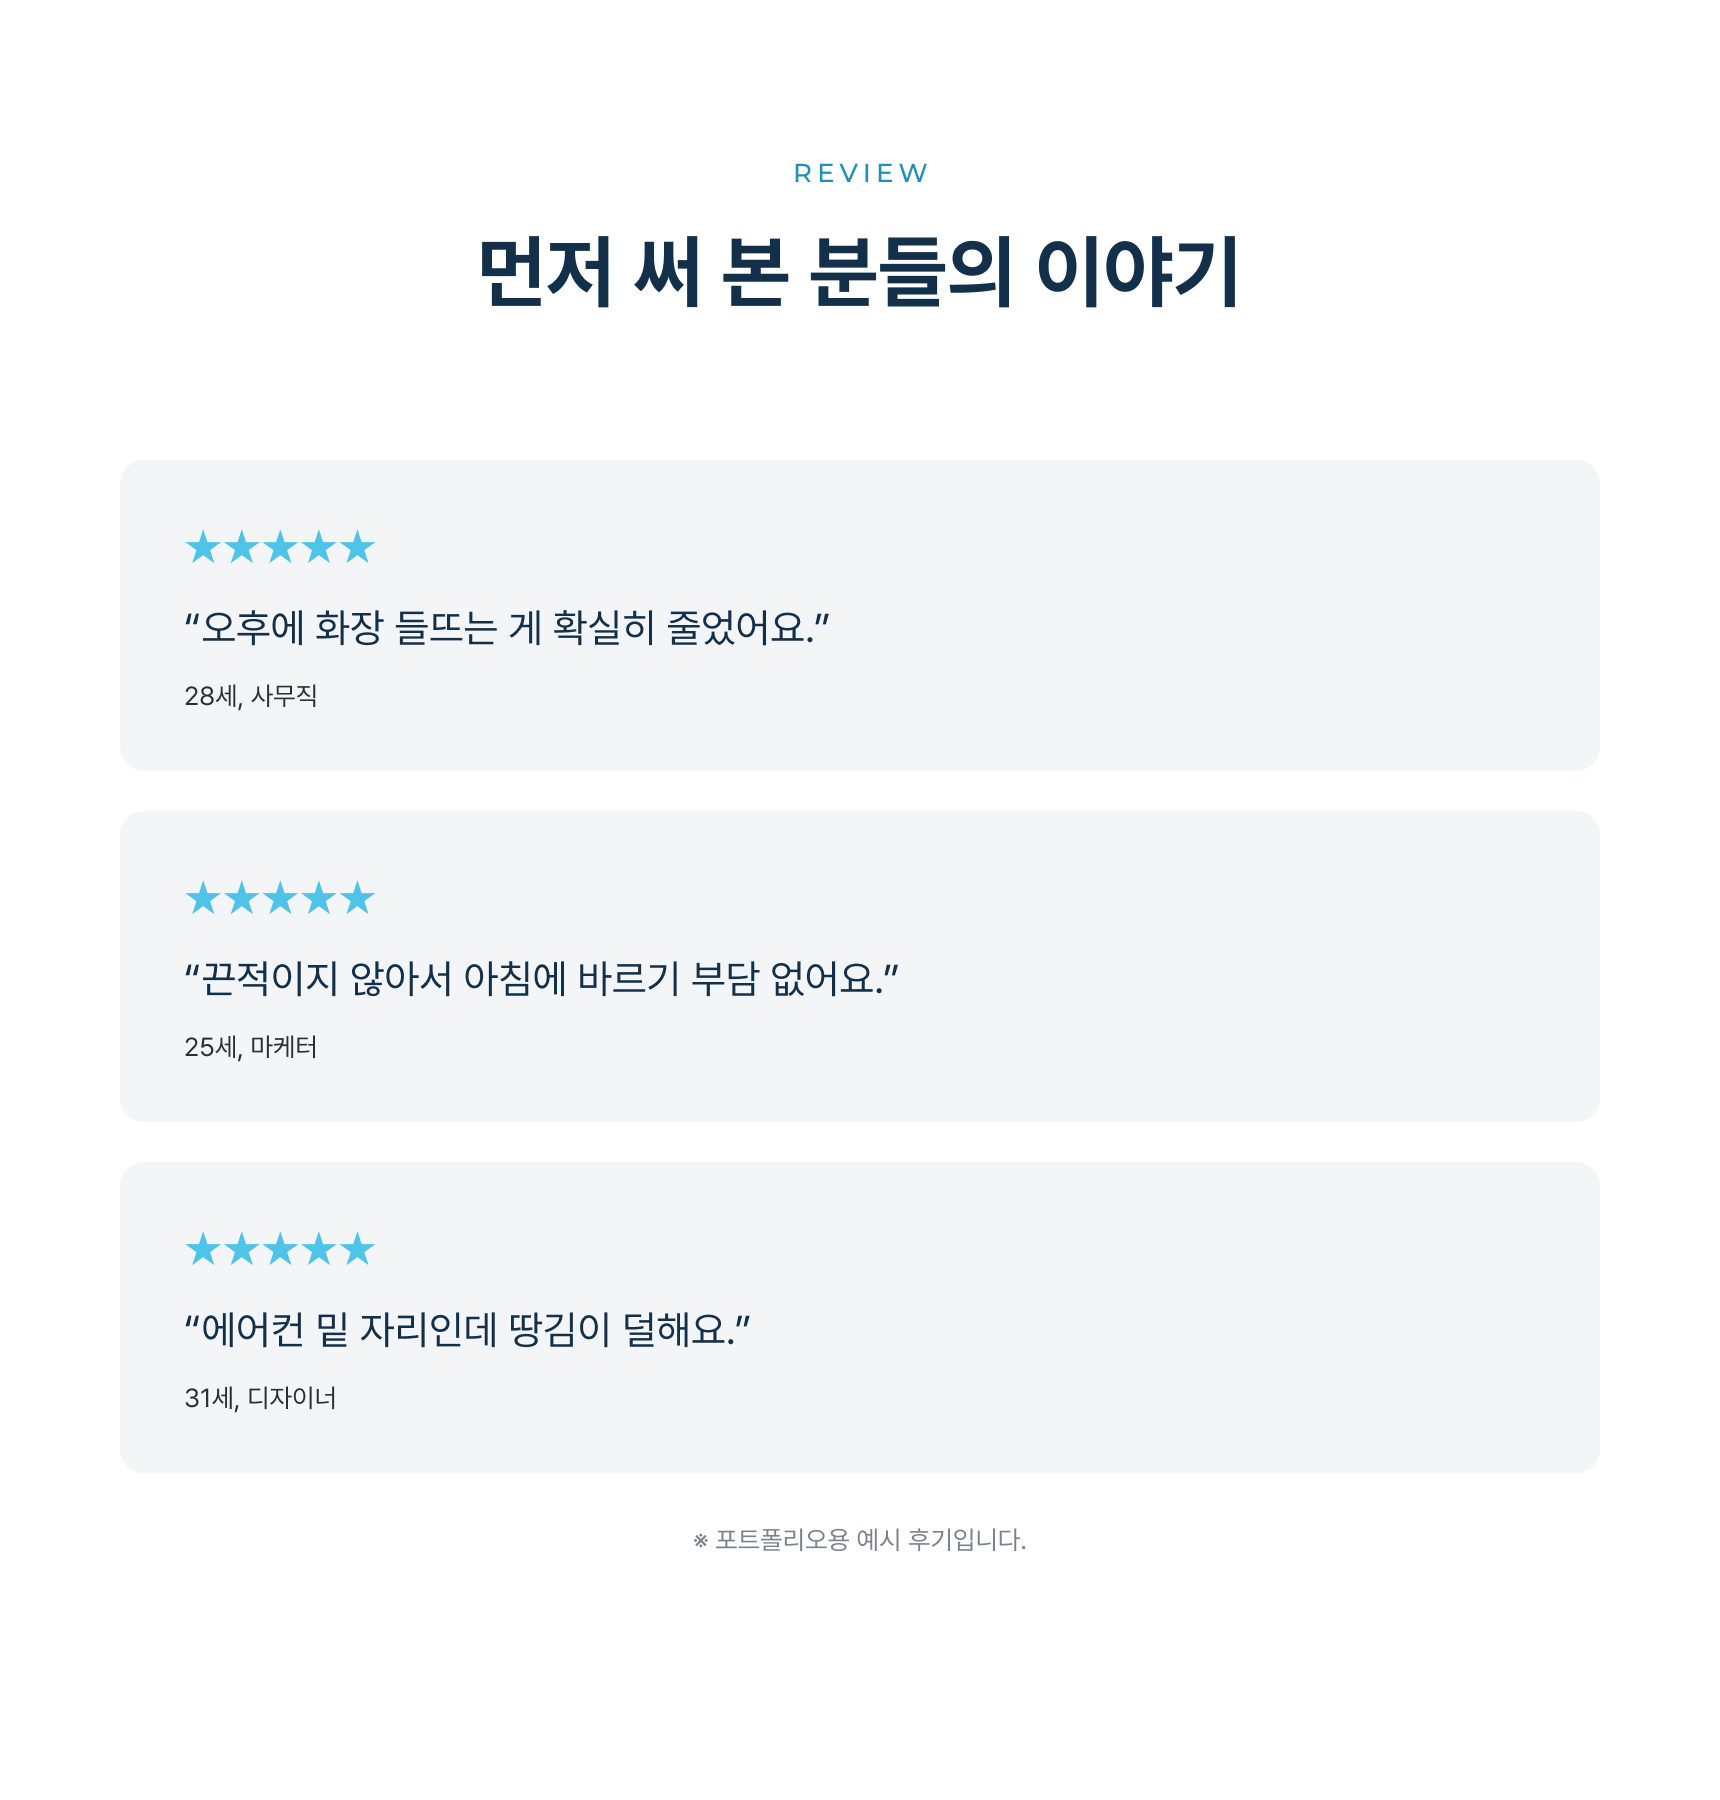 REVIEW
먼저 써 본 분들의 이야기
★★★★★
“오후에 화장 들뜨는 게 확실히 줄었어요.”
28세, 사무직
★★★★★
“끈적이지 않아서 아침에 바르기 부담 없어요.”
25세, 마케터
★★★★★
“에어컨 밑 자리인데 땅김이 덜해요.”
31세, 디자이너
※ 포트폴리오용 예시 후기입니다.